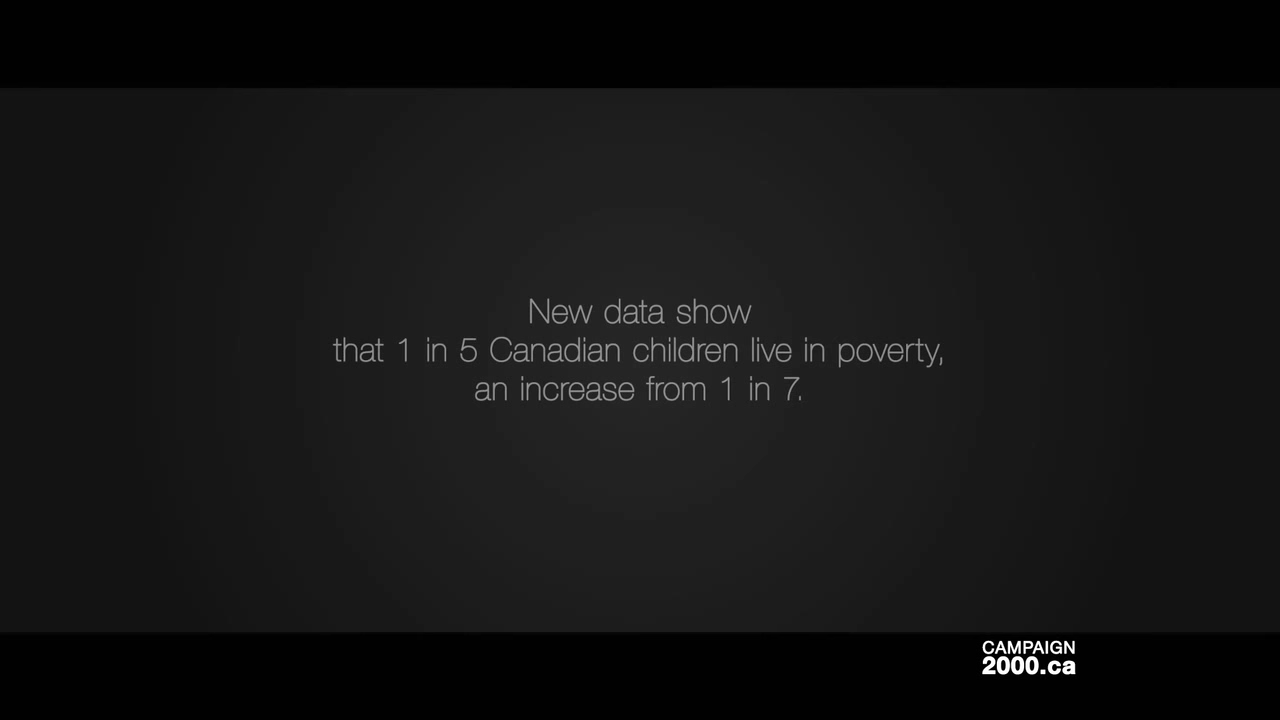 New data show
that 1 in 5 Canadian children live in poverty,
an increase from 1 in 7.
CAMPAIGN
2000.ca